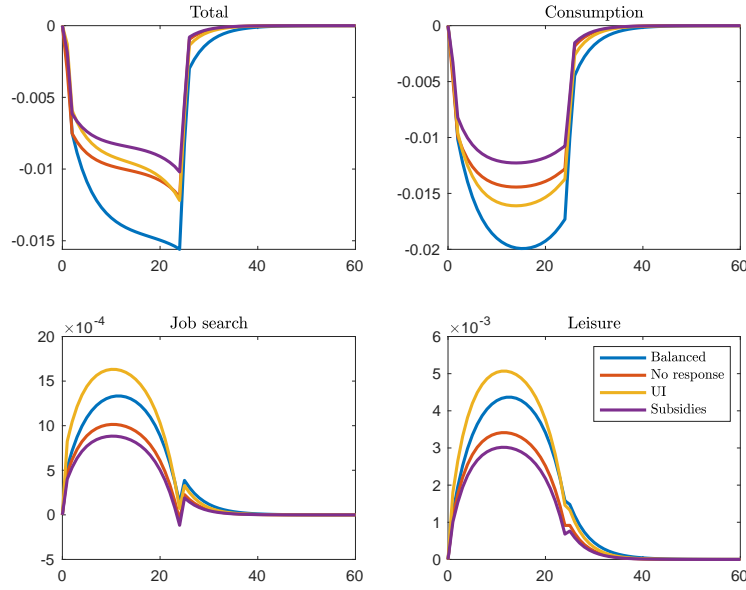 Total
0
-0.005
-0.01
-0.015
0 20 40 60
Consumption
0
-0.005
-0.01
-0.015
-0.02
0 20 40 60
Job search
×10-4
20
15
10
5
0
-5
0 20 40 60
Leisure
×10-3
6
5
4
3
2
1
0
0 20 40 60
Balanced
No response
UI
Subsidies